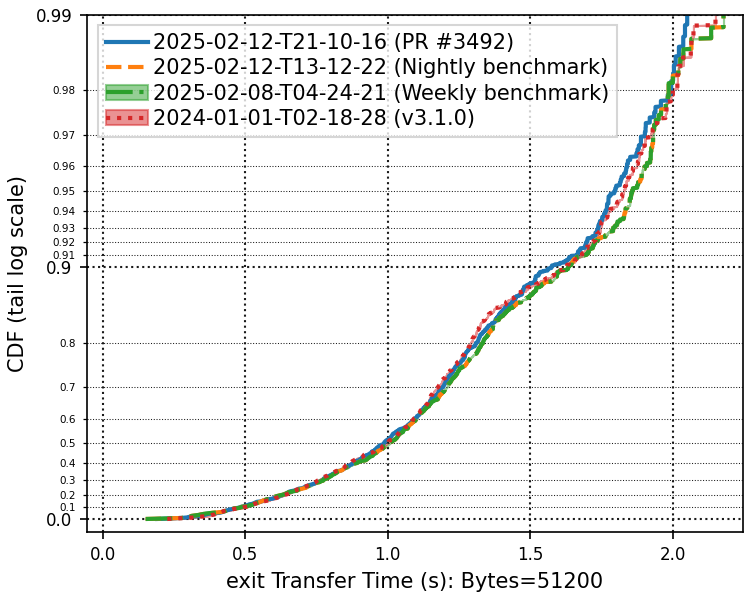 0.99
2025-02-12-T21-10-16 (PR #3492)
2025-02-12-T13-12-22 (Nightly benchmark)
2025-02-08-T04-24-21 (Weekly benchmark)
2024-01-01-T02-18-28 (v3.1.0)
0.98
0.97
0.96
0.95
0.94
0.93
0.92
0.91
0.9
0.8
0.7
0.6
0.5
0.4
0.3
0.2
0.1
0.0
CDF (tail log scale)
0.0 0.5 1.0 1.5 2.0
exit Transfer Time (s): Bytes=51200